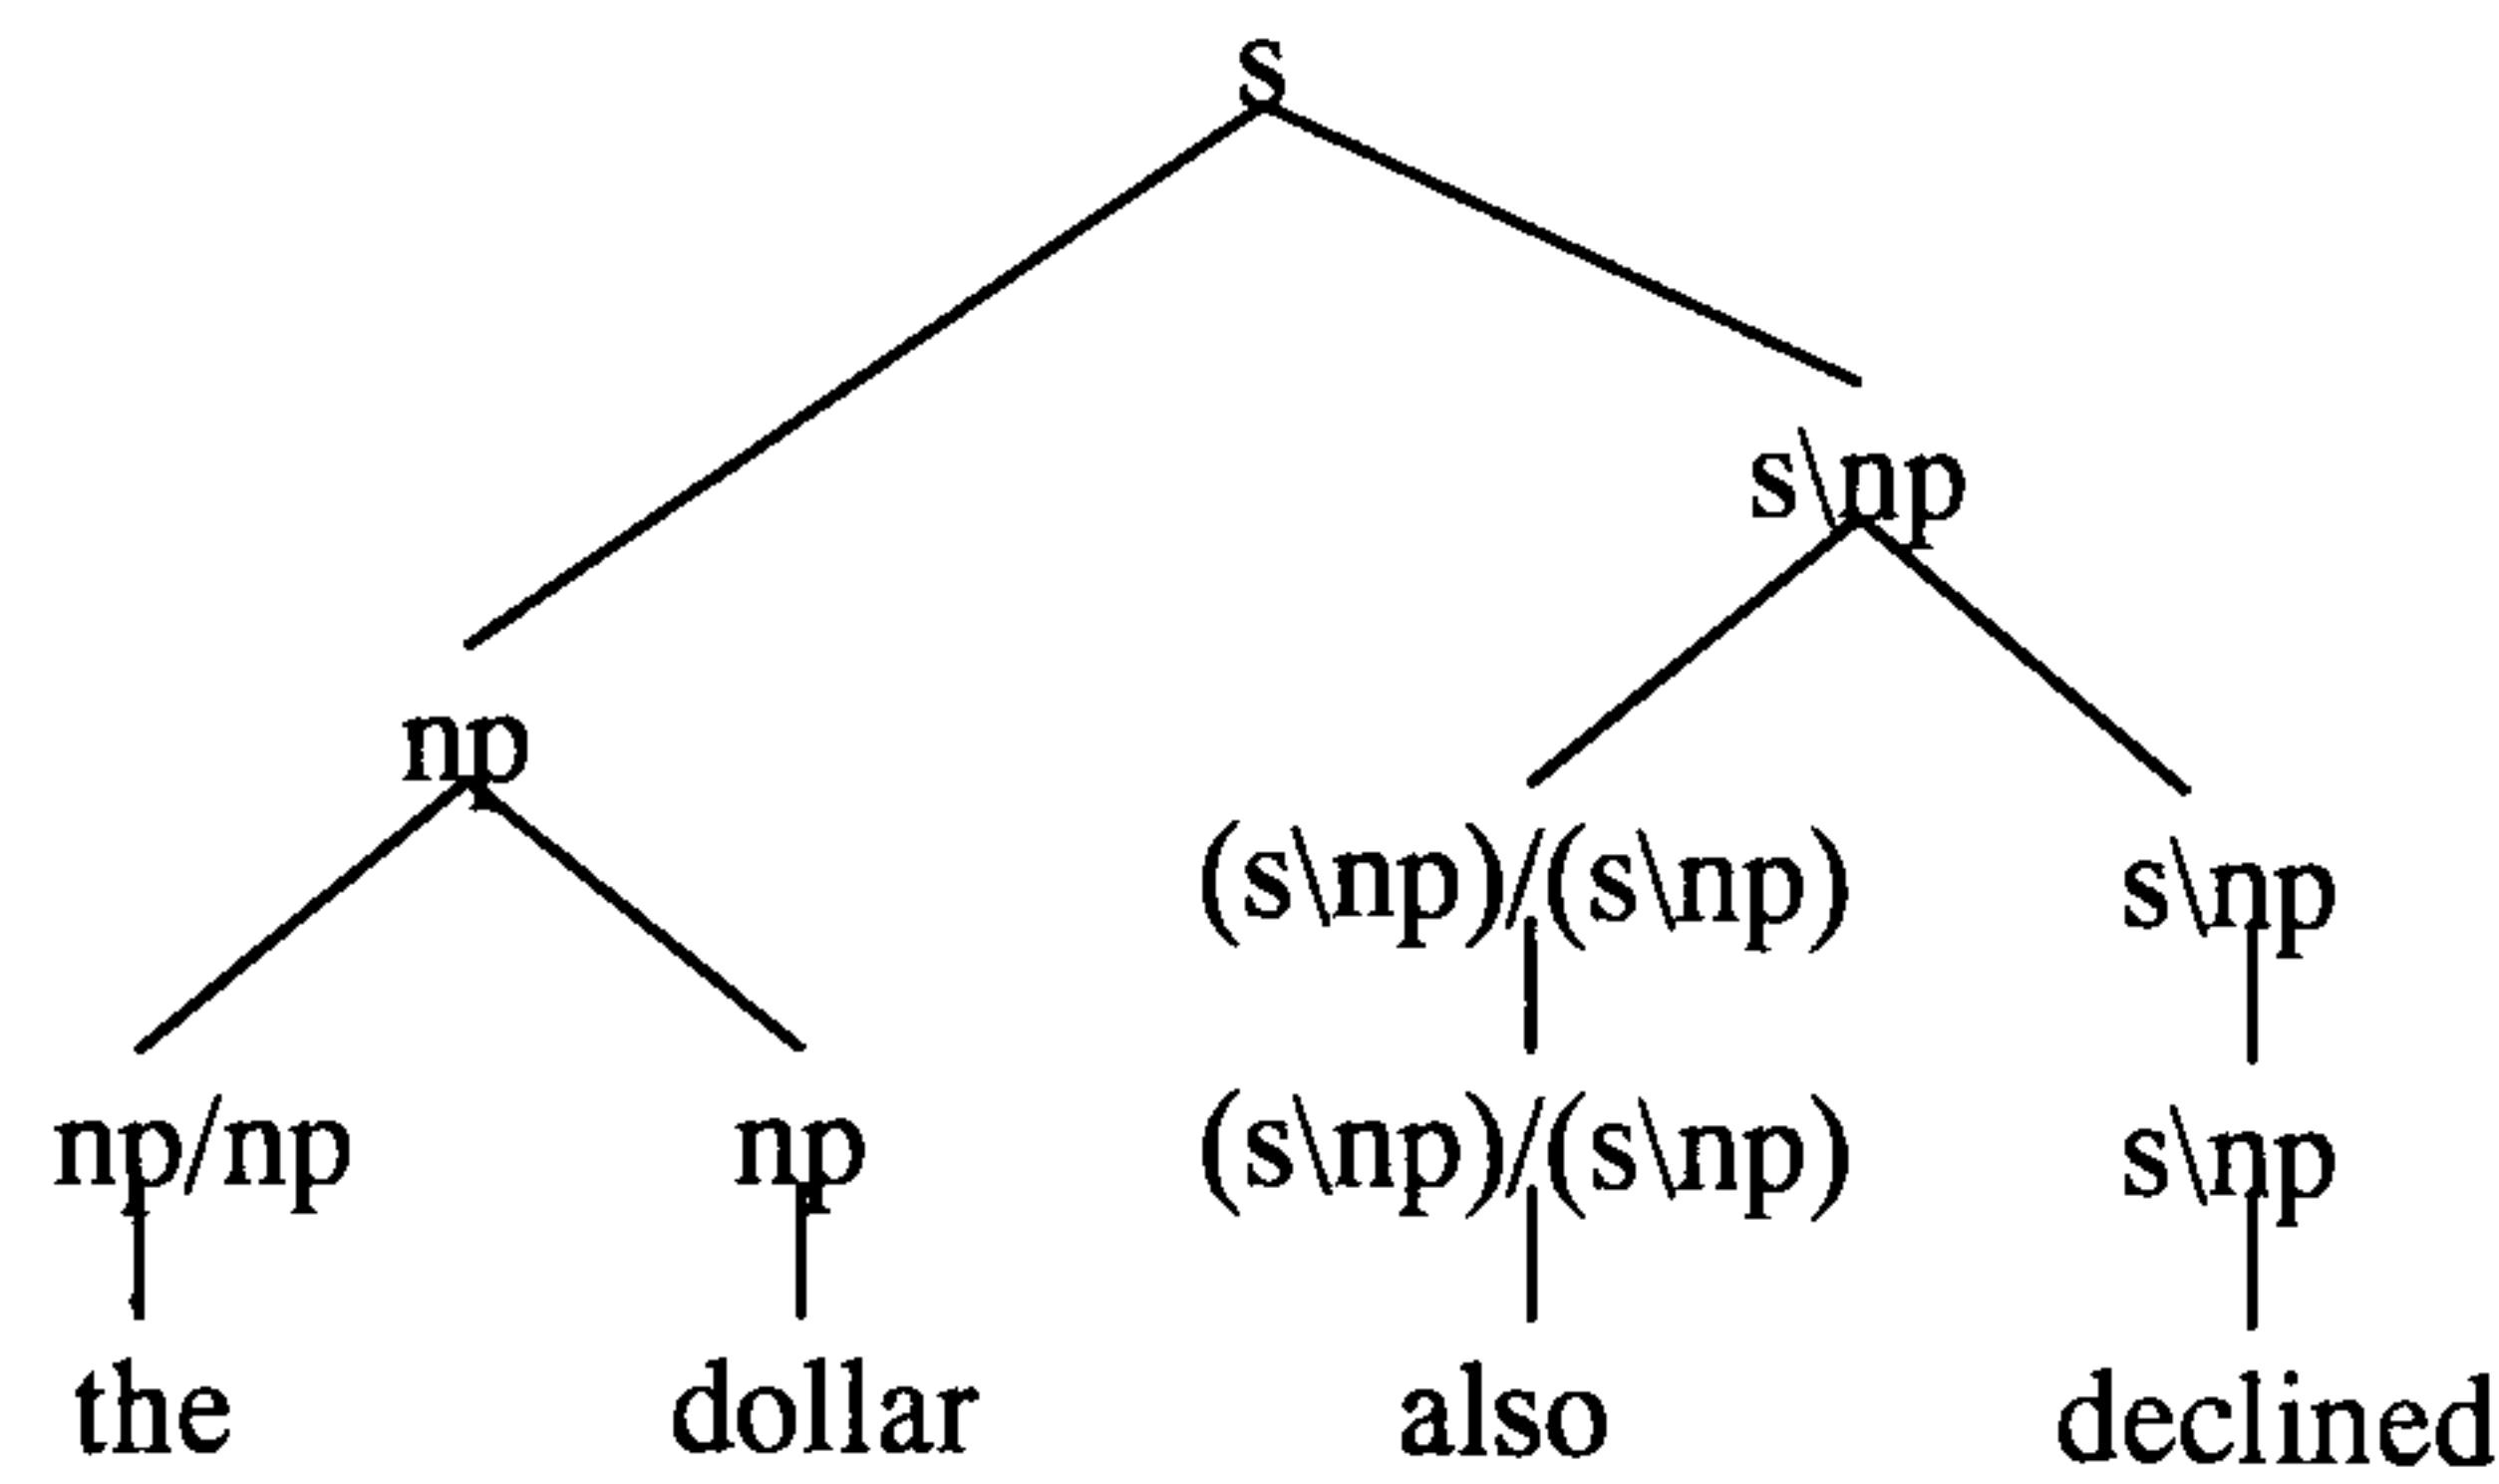 s
s\np
np
(s\np)/(s\np) s\np
np/np np (s\np)/(s\np) s\np
the dollar also declined